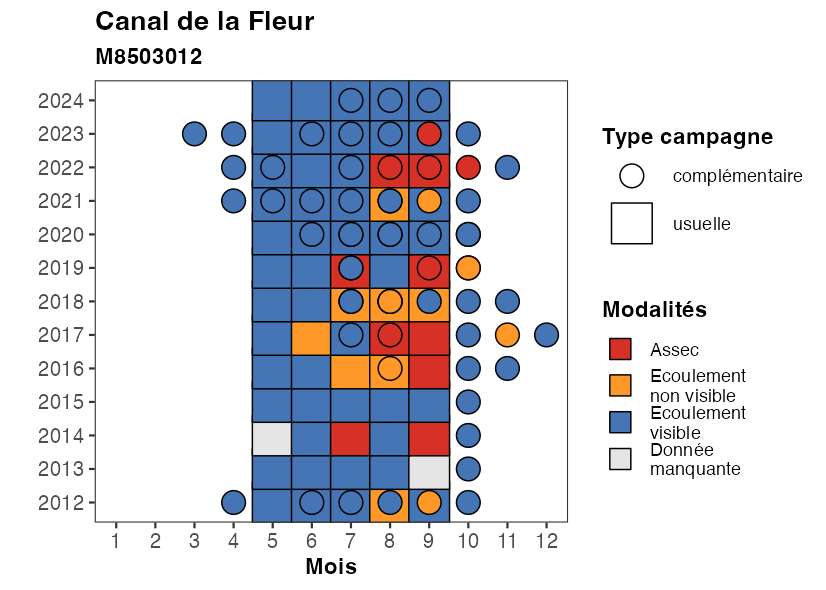 Canal de la Fleur
M8503012
2024
2023
2022
2021
2020
2019
2018
2017
2016
2015
2014
2013
2012
1 2 3 4 5 6 7 8 9 10 11 12
Mois
Type campagne
complémentaire
usuelle
Modalités
Assec
Ecoulement
non visible
Ecoulement
visible
Donnée
manquante